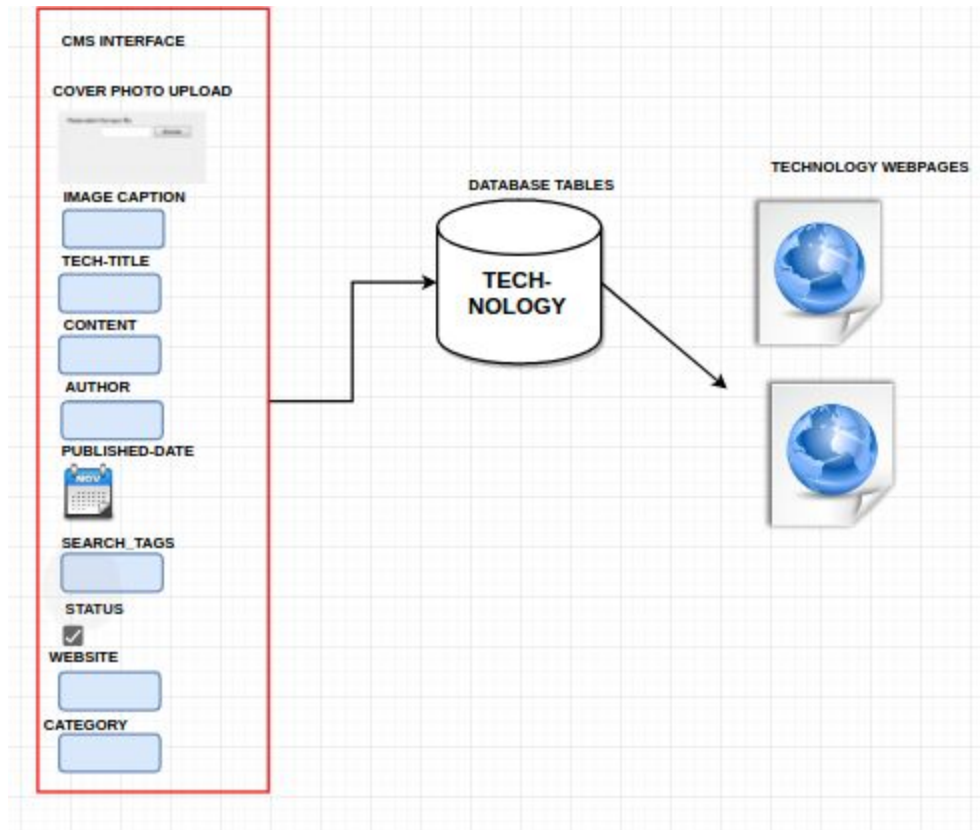 CMS INTERFACE
COVER PHOTO UPLOAD
IMAGE CAPTION
TECH-TITLE
CONTENT
AUTHOR
PUBLISHED-DATE
NOV
SEARCH_TAGS
STATUS
WEBSITE
CATEGORY
DATABASE TABLES
TECH-
NOLOGY
TECHNOLOGY WEBPAGES